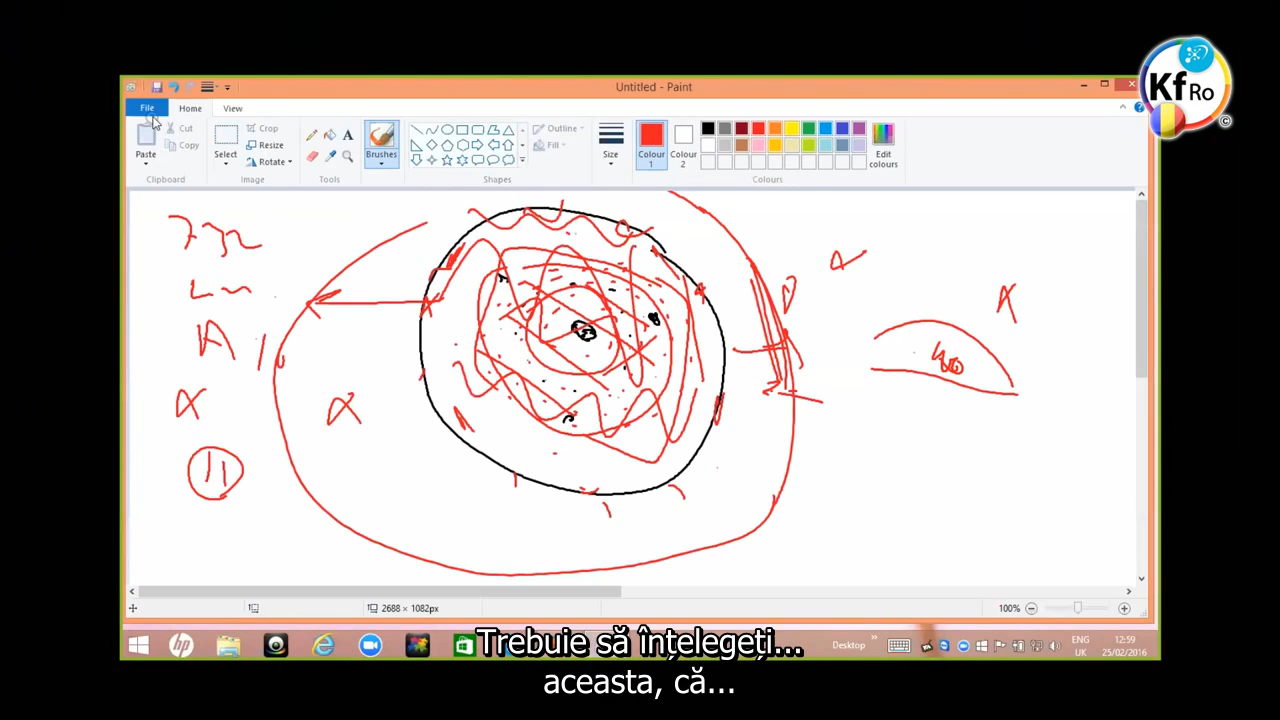 Kf Ro
©
Untitled - Paint
File Home View
Cut
Copy
Paste
Clipboard
Select
Crop
Resize
Rotate
Image
A
Tools
Brushes
Shapes
Outline
Fill
Size
Colour 1
Colour 2
Edit colours
Colours
732
A
α
α
11
2688 × 1082px
100%
Desktop
ENG
UK
12:59
25/02/2016
Trebuie să înțelegeți...
aceasta, că...